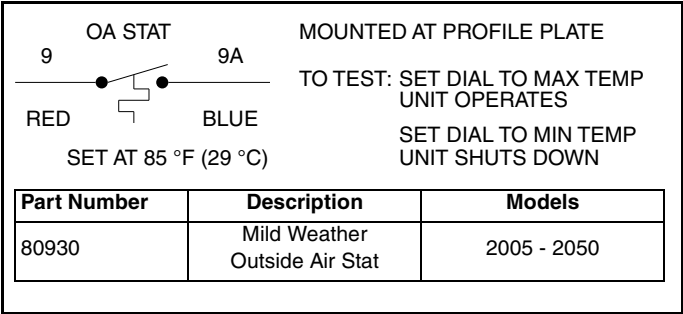 OA STAT
9
9A
RED
BLUE
SET AT 85 °F (29 °C)
MOUNTED AT PROFILE PLATE
TO TEST: SET DIAL TO MAX TEMP
UNIT OPERATES
SET DIAL TO MIN TEMP
UNIT SHUTS DOWN
Part Number Description Models
80930 Mild Weather 2005 - 2050
Outside Air Stat